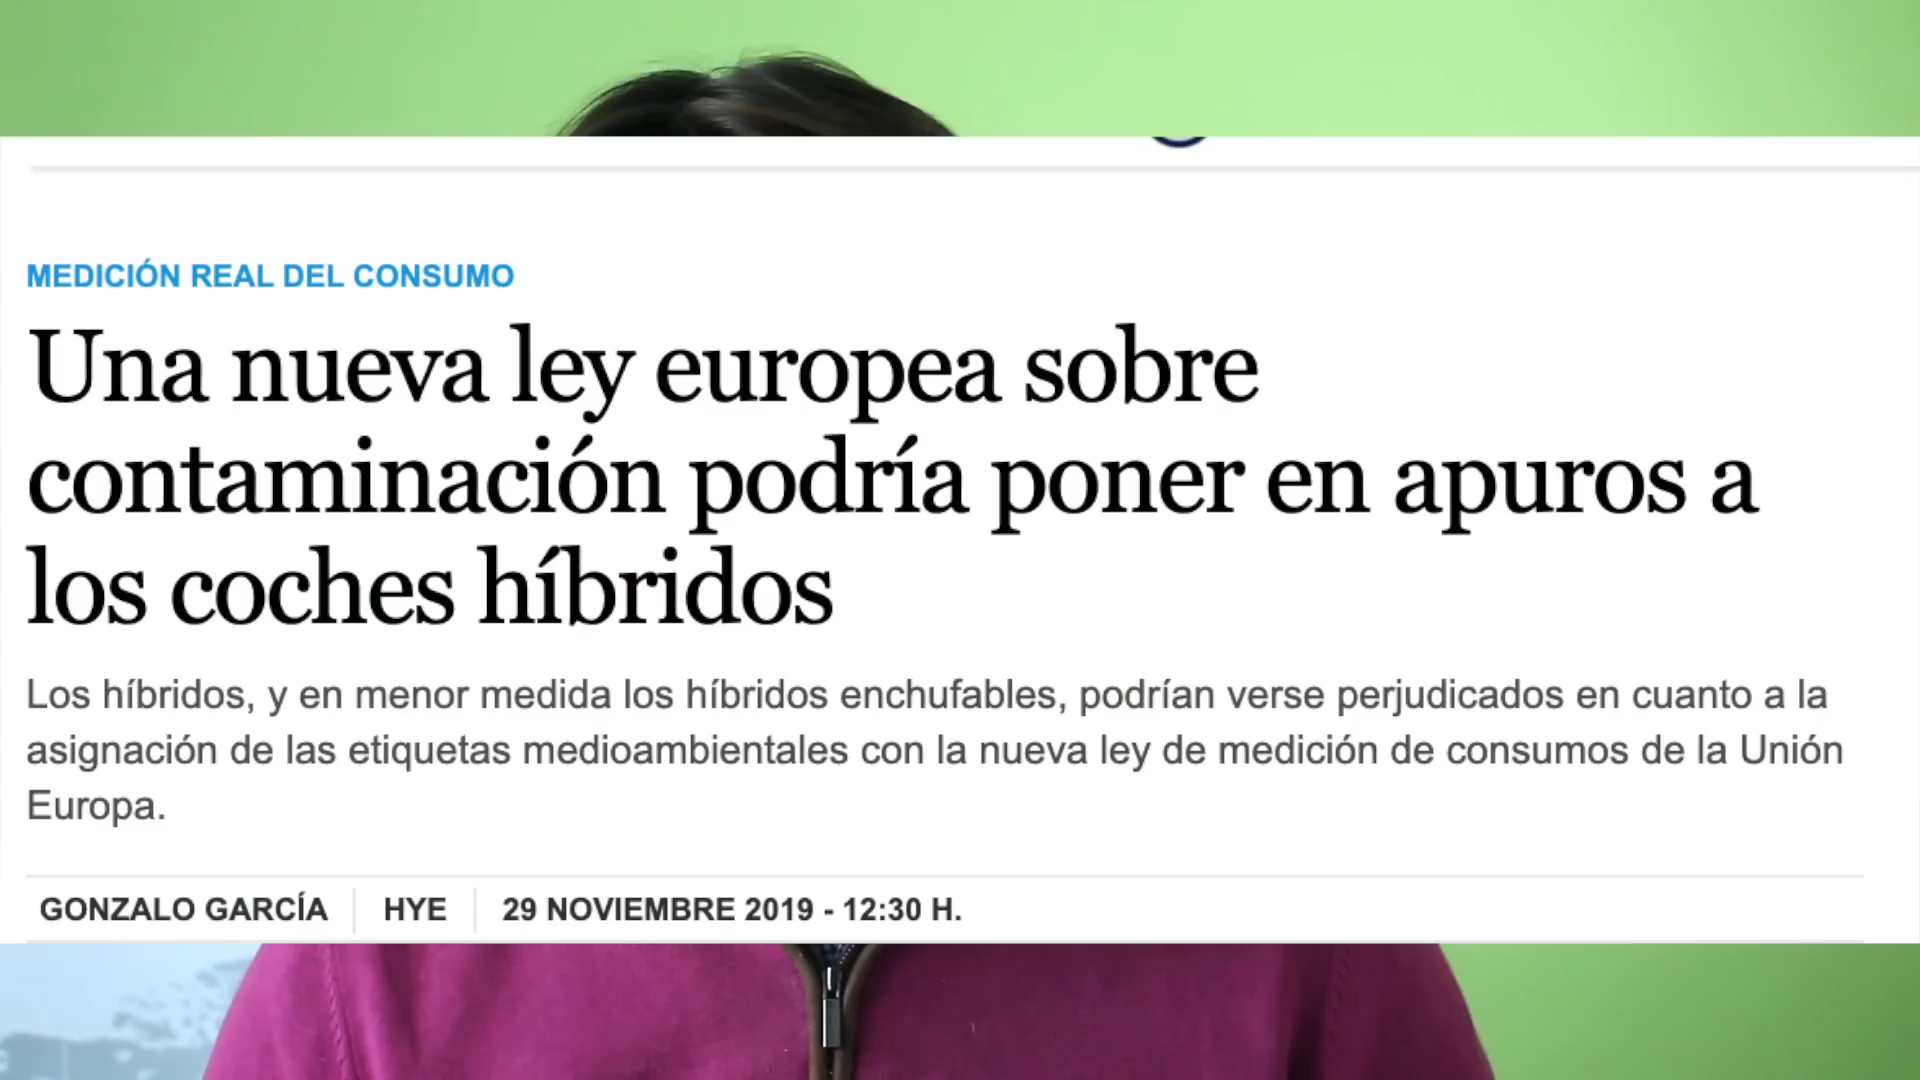 MEDICIÓN REAL DEL CONSUMO
Una nueva ley europea sobre
contaminación podría poner en apuros a
los coches híbridos
Los híbridos, y en menor medida los híbridos enchufables, podrían verse perjudicados en cuanto a la
asignación de las etiquetas medioambientales con la nueva ley de medición de consumos de la Unión
Europa.
GONZALO GARCÍA HYE 29 NOVIEMBRE 2019 - 12:30 H.